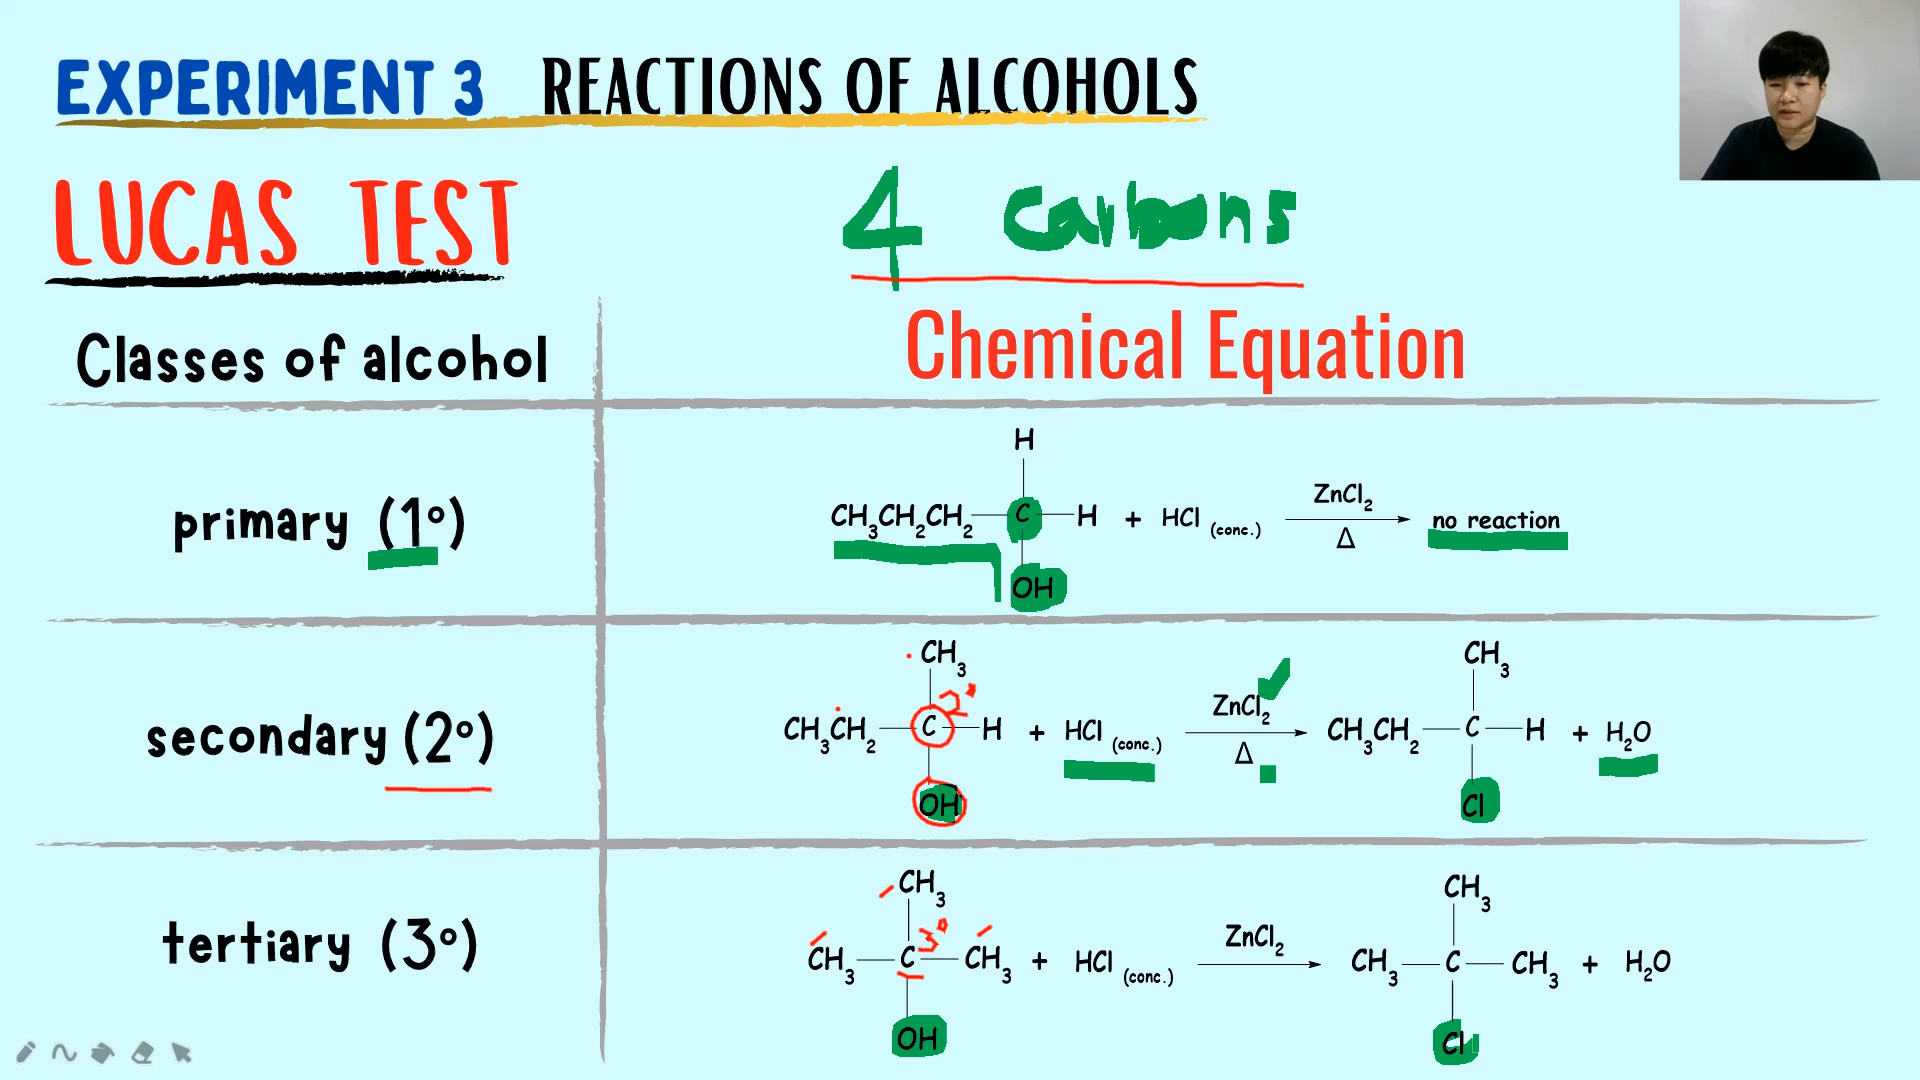 EXPERIMENT 3 REACTIONS OF ALCOHOLS
LUCAS TEST
4 carbons
Classes of alcohol
Chemical Equation
primary (1°)
H
CH₃CH₂CH₂ C H + HCl (conc.) ZnCl₂ Δ no reaction
OH
secondary (2°)
CH₃ 2°
CH₃CH₂ C H + HCl (conc.) ZnCl₂ Δ CH₃CH₂ C H + H₂O
CH₃
OH
Cl
tertiary (3°)
CH₃ 3°
CH₃ C CH₃ + HCl (conc.) ZnCl₂ CH₃ C CH₃ + H₂O
CH₃
OH
Cl